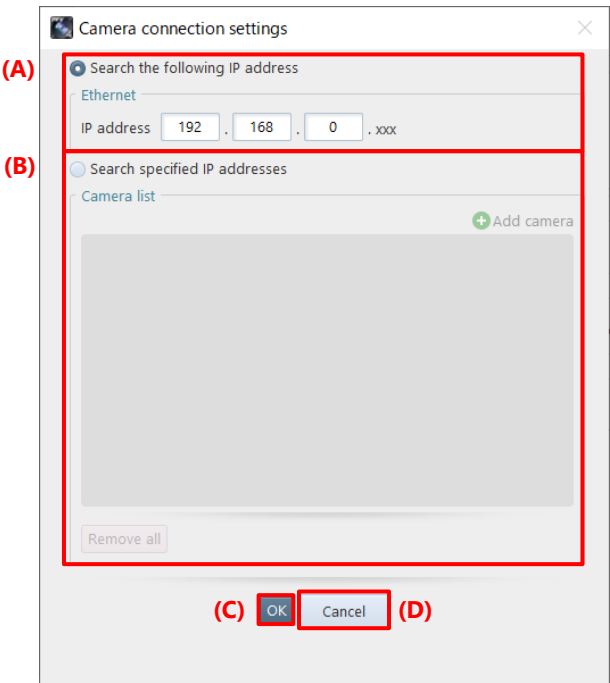 Camera connection settings
(A)
Search the following IP address
Ethernet
IP address 192 . 168 . 0 . xxx
(B)
Search specified IP addresses
Camera list
Add camera
Remove all
(C) OK Cancel (D)